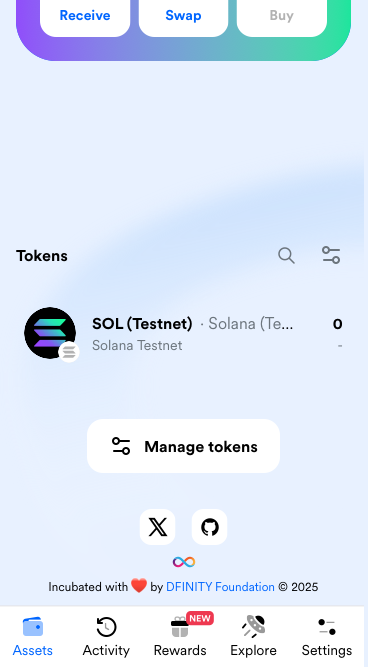 Receive Swap Buy
Tokens
SOL (Testnet) · Solana (Te... 0
Solana Testnet -
Manage tokens
Incubated with ❤️ by DFINITY Foundation © 2025
NEW
Assets Activity Rewards Explore Settings